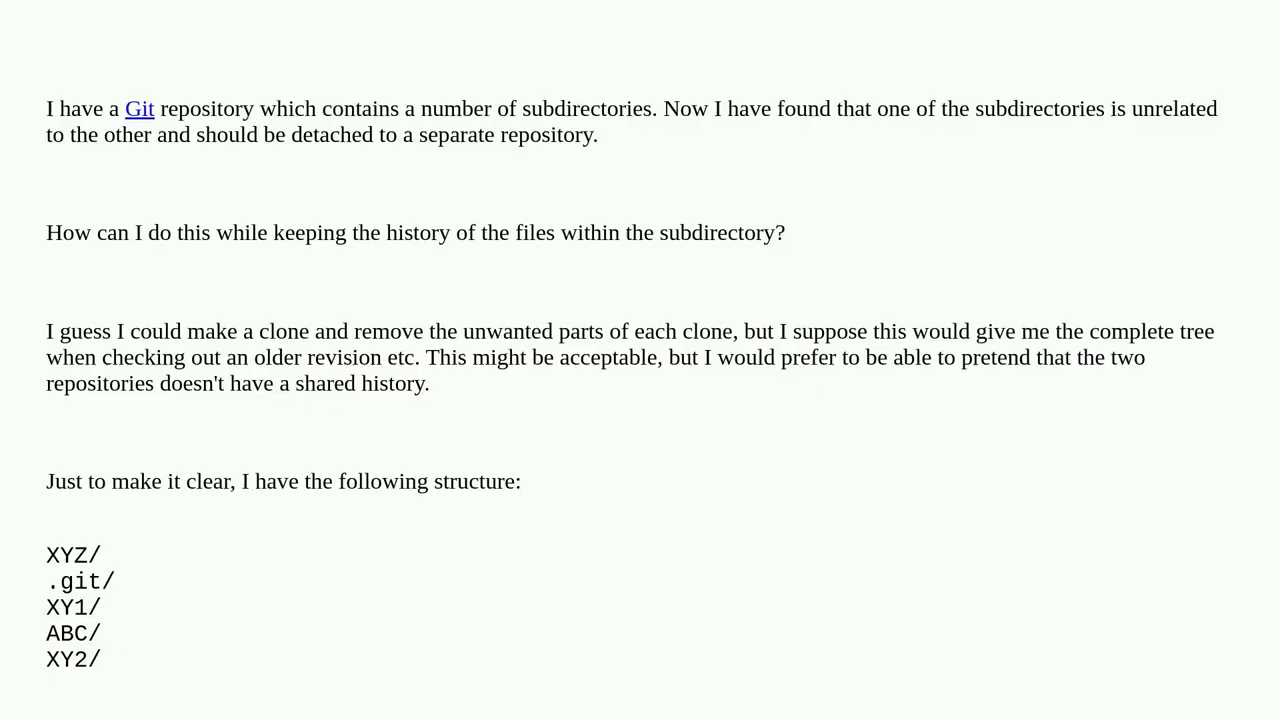 I have a Git repository which contains a number of subdirectories. Now I have found that one of the subdirectories is unrelated
to the other and should be detached to a separate repository.
How can I do this while keeping the history of the files within the subdirectory?
I guess I could make a clone and remove the unwanted parts of each clone, but I suppose this would give me the complete tree
when checking out an older revision etc. This might be acceptable, but I would prefer to be able to pretend that the two
repositories doesn't have a shared history.
Just to make it clear, I have the following structure:
XYZ/
.git/
XY1/
ABC/
XY2/